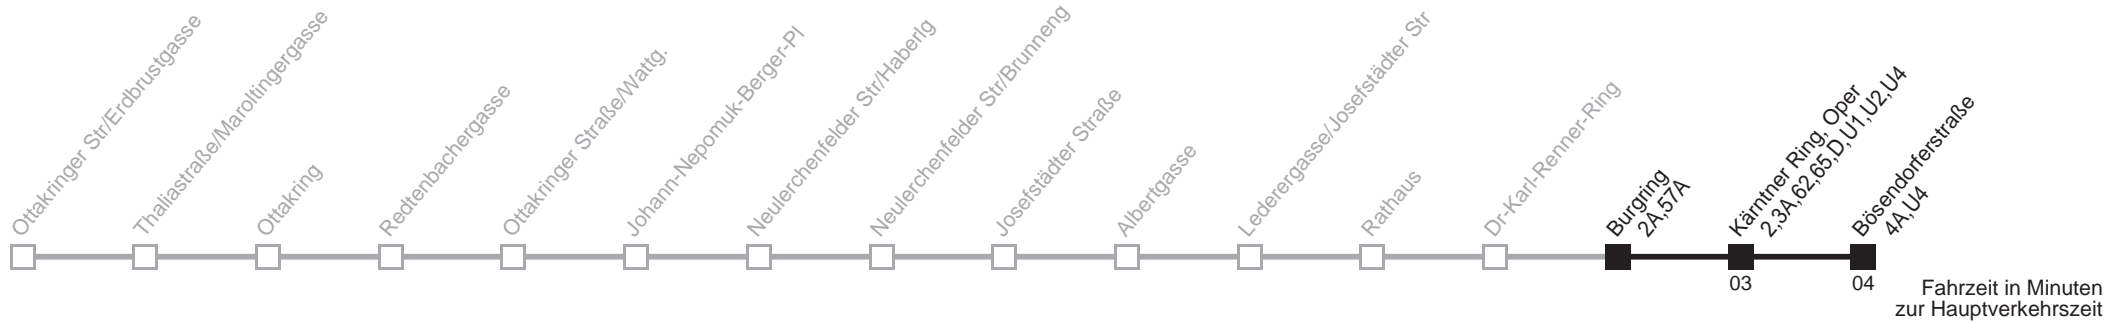 Ottakringer Str/Erdbrustgasse
Thaliastraße/Maroltingergasse
Ottakring
Redtenbachergasse
Ottakringer Straße/Wattg.
Johann-Nepomuk-Berger-Pl
Neulerchenfelder Str/Haberlg
Neulerchenfelder Str/Brunneng
Josefstädter Straße
Albertgasse
Lederergasse/Josefstädter Str
Rathaus
Dr-Karl-Renner-Ring
Burgring
2A,57A
Kärntner Ring, Oper
2,3A,62,65,D,U1,U2,U4
Bösendorferstraße
4A,U4
03
04
Fahrzeit in Minuten
zur Hauptverkehrszeit